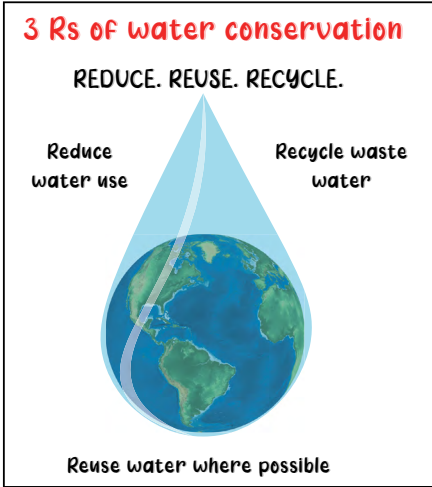 3 Rs of water conservation
REDUCE. REUSE. RECYCLE.
Reduce
water use
Recycle waste
water
Reuse water where possible